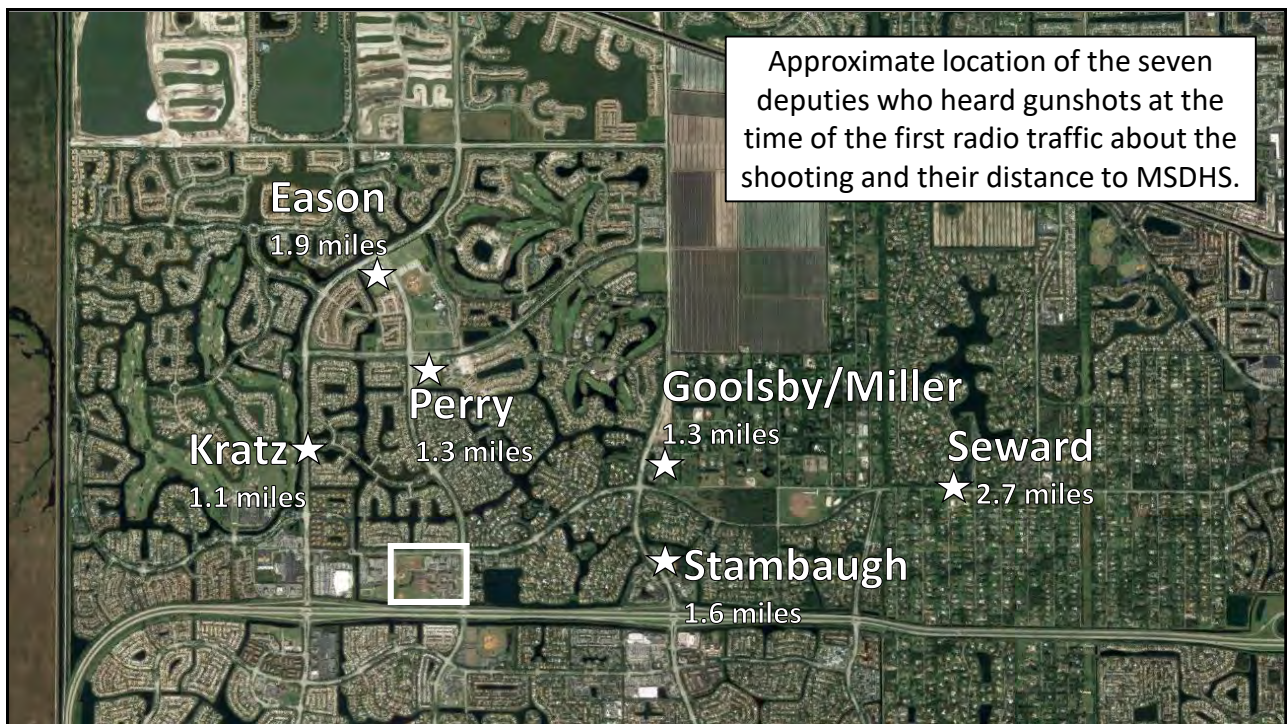 Approximate location of the seven
deputies who heard gunshots at the
time of the first radio traffic about the
shooting and their distance to MSDHS.
Eason
1.9 miles
Perry
1.3 miles
Goolsby/Miller
1.3 miles
Kratz
1.1 miles
Seward
2.7 miles
Stambaugh
1.6 miles